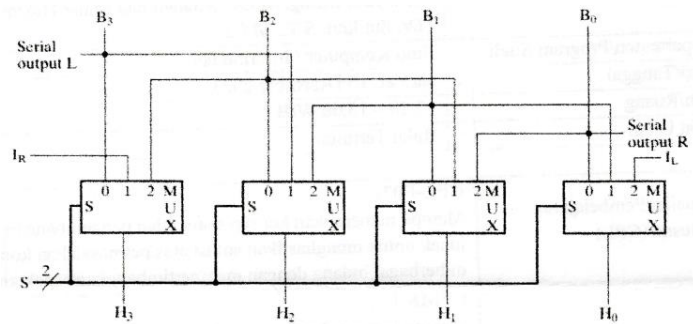 B3 B2 B1 B0
Serial
output L
Serial
output R
IR
IL
0 1 2 M
U
X
S
0 1 2 M
U
X
S
0 1 2 M
U
X
S
0 1 2 M
U
X
S
S 2
H3 H2 H1 H0